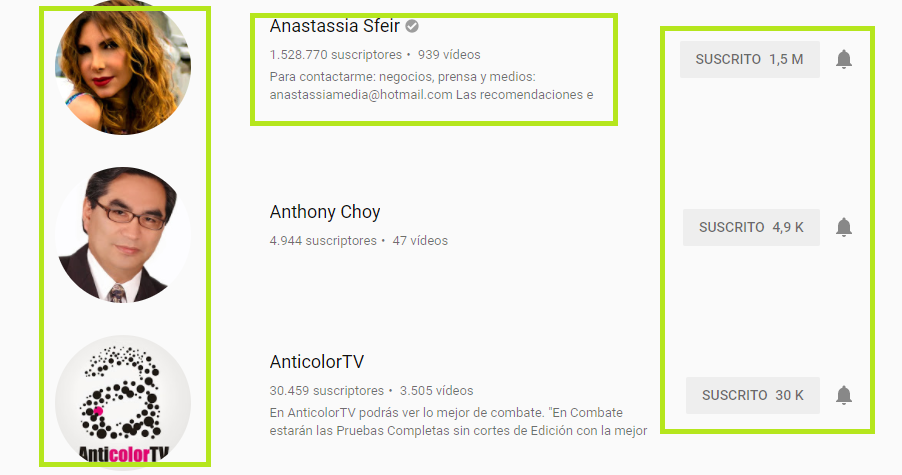 Anastassia Sfeir
1.528.770 suscriptores • 939 vídeos
Para contactarme: negocios, prensa y medios:
anastassiamedia@hotmail.com Las recomendaciones e
SUSCRITO 1,5 M
Anthony Choy
4.944 suscriptores • 47 vídeos
SUSCRITO 4,9 K
AnticolorTV
AnticolorTV
30.459 suscriptores • 3.505 vídeos
En AnticolorTV podrás ver lo mejor de combate. "En Combate
estarán las Pruebas Completas sin cortes de Edición con la mejor
SUSCRITO 30 K